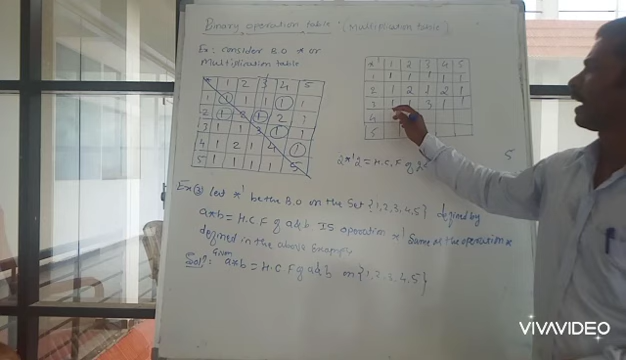 Binary operation table (Multiplication table)
Ex: consider B.O * or
Multiplication table
* 1 2 3 4 5
1 1 1 1 1 1
2 1 2 1 2 1
3 1 1 3 1 1
4 1 2 1 4 1
5 1 1 1 1 5
*' 1 2 3 4 5
1 1 1 1 1 1
2 1 2 1 2 1
3 1 3 1 1
4
5
2*'2 = H.C.F of 2
5
let *' be the B.O on the Set {1,2,3,4,5} defined by
a*b = H.C.F of a&b IS operation *' Same as the operation *
defined in the above
Sol: Given a*b = H.C.F of a&b on {1,2,3,4,5}
VIVAVIDEO